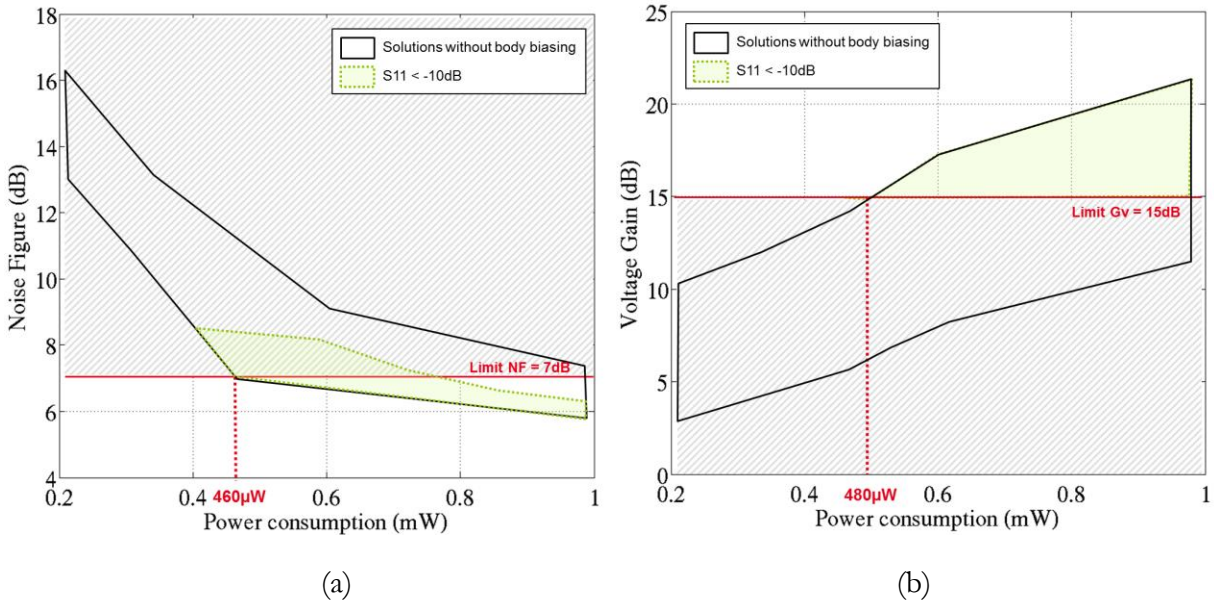 18
16
14
12
10
8
6
4
Noise Figure (dB)
Solutions without body biasing
S11 < -10dB
Limit NF = 7dB
0.2
460µW
0.4
0.6
0.8
1
Power consumption (mW)
(a)
25
20
15
10
5
0
Voltage Gain (dB)
Solutions without body biasing
S11 < -10dB
Limit Gv = 15dB
0.2
0.4
480µW
0.6
0.8
1
Power consumption (mW)
(b)